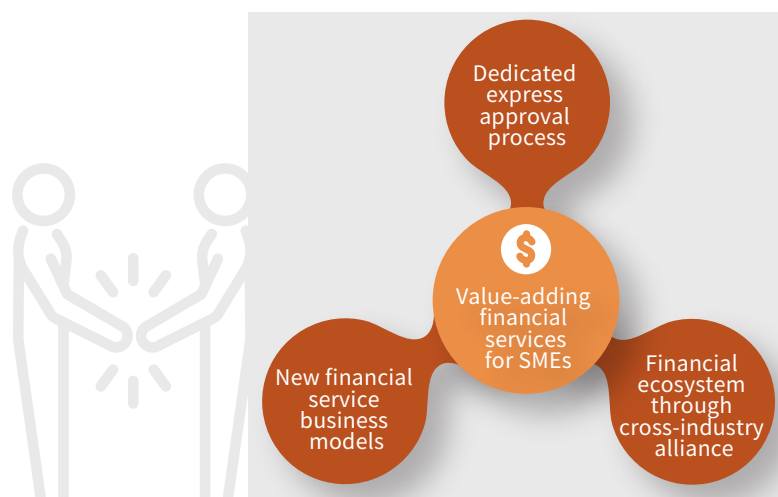 Dedicated
express
approval
process
$
Value-adding
financial
services
for SMEs
New financial
service
business
models
Financial
ecosystem
through
cross-industry
alliance